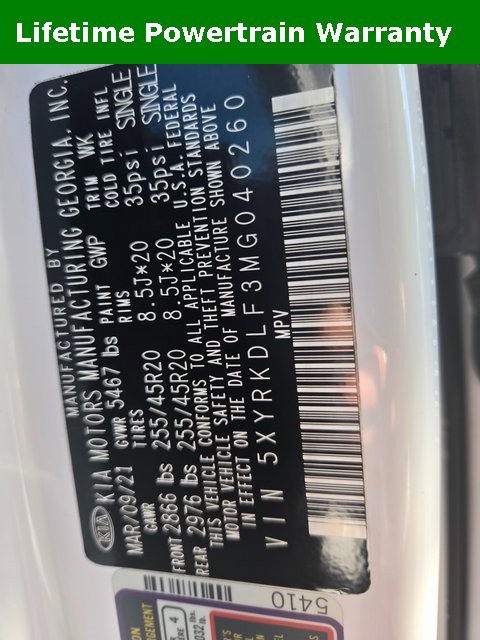 Lifetime Powertrain Warranty
MANUFACTURED BY
KIA KIA MOTORS MANUFACTURING GEORGIA, INC.
MAR/09/21 GVWR 5467 lbs PAINT GWP TRIM WK
GAWR TIRES RIMS COLD TIRE INFL
FRONT 2866 lbs 255/45R20 8.5J*20 35psi SINGLE
REAR 2976 lbs 255/45R20 8.5J*20 35psi SINGLE
THIS VEHICLE CONFORMS TO ALL APPLICABLE U.S.A. FEDERAL
MOTOR VEHICLE SAFETY AND THEFT PREVENTION STANDARDS
IN EFFECT ON THE DATE OF MANUFACTURE SHOWN ABOVE
VIN 5XYRKDLF3MG040260
MPV
5410